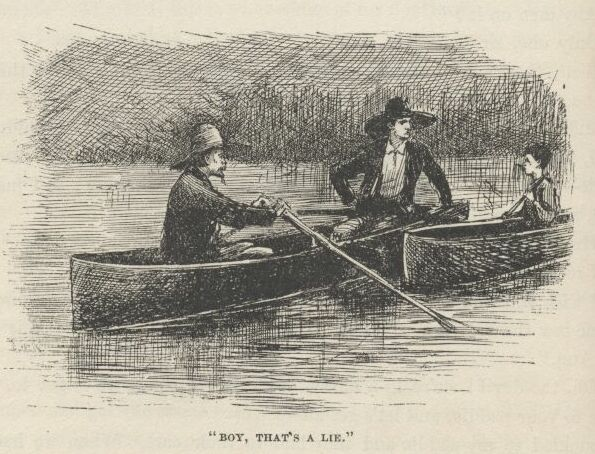 "BOY, THAT'S A LIE."